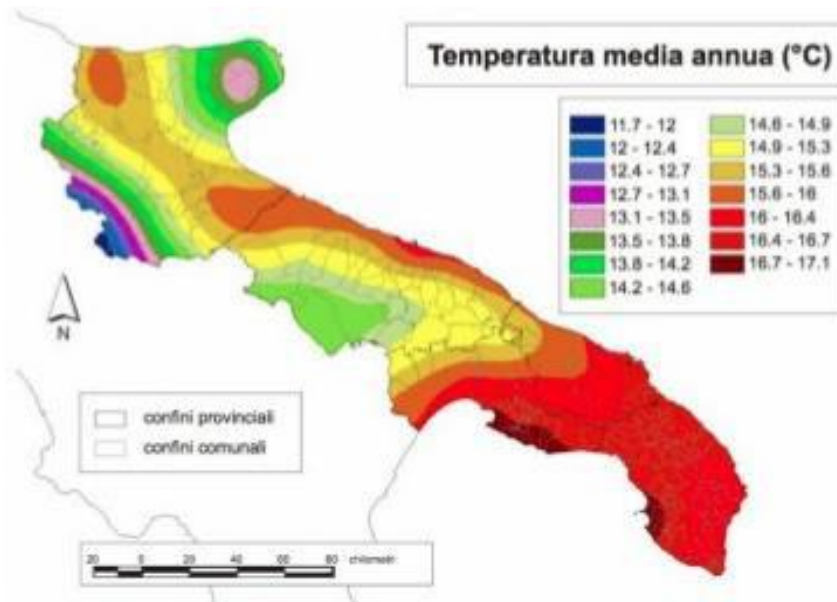 Temperatura media annua (°C)
11.7 - 12
12 - 12.4
12.4 - 12.7
12.7 - 13.1
13.1 - 13.5
13.5 - 13.8
13.8 - 14.2
14.2 - 14.6
14.6 - 14.9
14.9 - 15.3
15.3 - 15.6
15.6 - 16
16 - 16.4
16.4 - 16.7
16.7 - 17.1
N
confini provinciali
confini comunali
20 0 20 40 60 80 chilometri